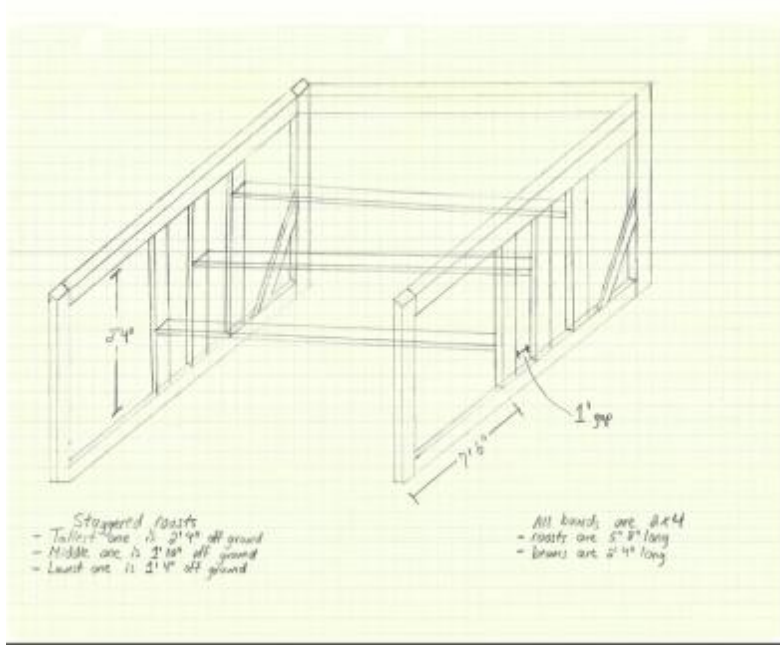 2'4"
1' gap
7'6"
Staggered roosts
- Tallest one is 2'4" off ground
- Middle one is 1'10" off ground
- Lowest one is 1'4" off ground
All boards are 2x4
- roosts are 5" 8" long
- beams are 2'4" long